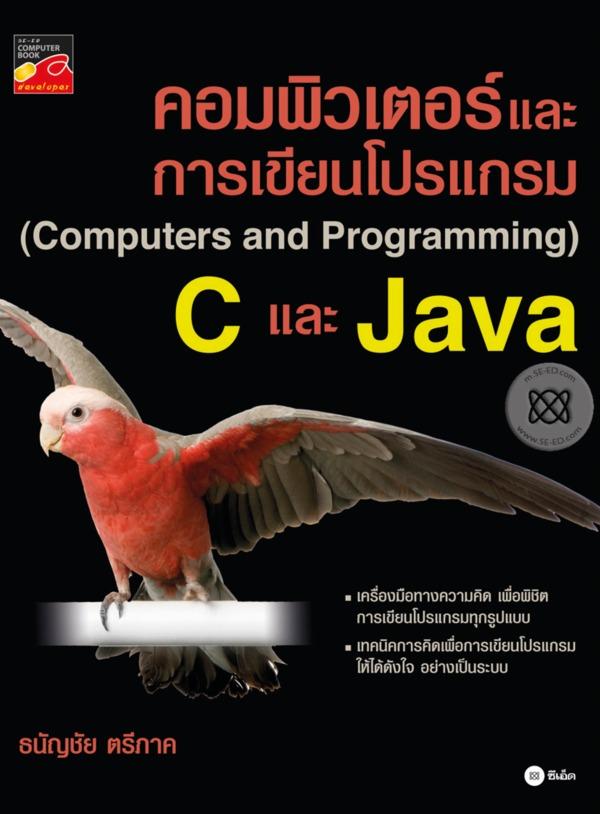 SE-ED
COMPUTER
BOOK
developer
คอมพิวเตอร์และ
การเขียนโปรแกรม
(Computers and Programming)
C และ Java
m.SE-ED.com
www.SE-ED.com
▪ เครื่องมือทางความคิด เพื่อพิชิต
การเขียนโปรแกรมทุกรูปแบบ
▪ เทคนิคการคิดเพื่อการเขียนโปรแกรม
ให้ได้ดังใจ อย่างเป็นระบบ
ธนัญชัย ตรีภาค
ซีเอ็ด